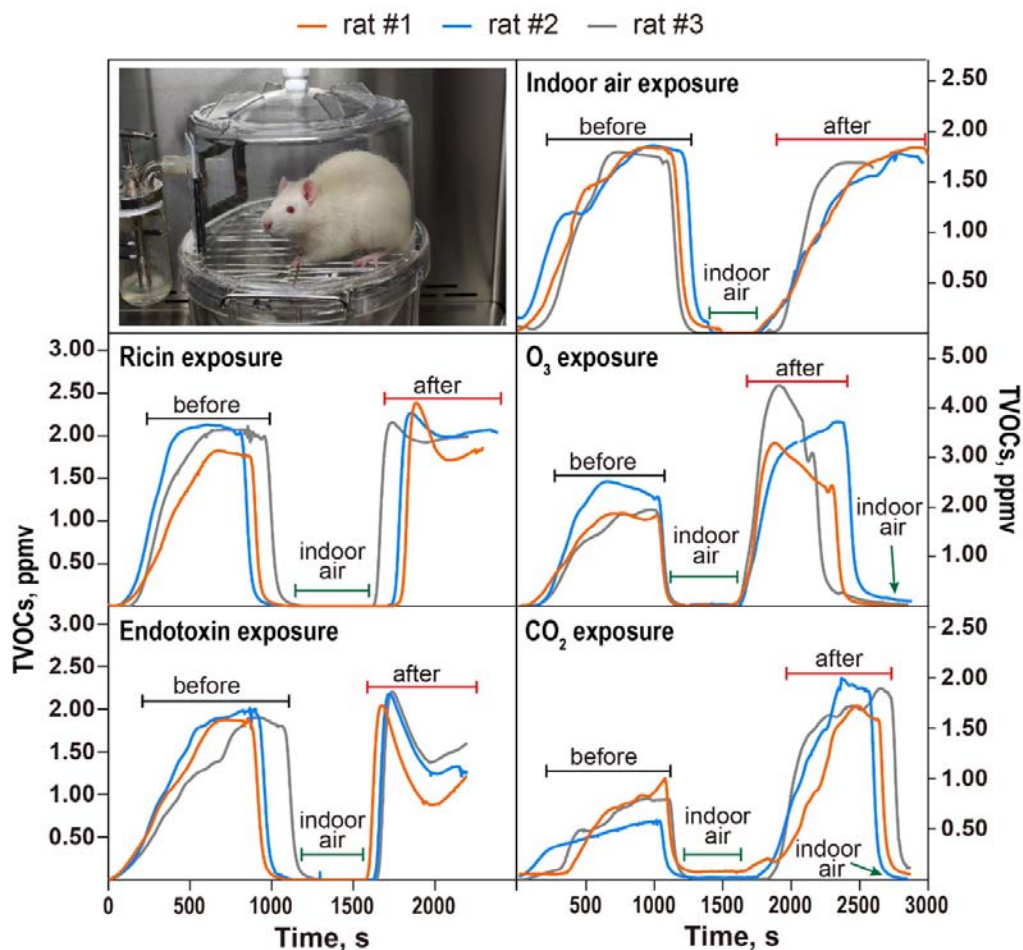 rat #1 rat #2 rat #3
Indoor air exposure
before
after
indoor
air
2.50
2.00
1.50
1.00
0.50
Ricin exposure
before
after
indoor
air
3.00
2.50
2.00
1.50
1.00
0.50
O3 exposure
before
after
indoor
air
indoor
air
5.00
4.00
3.00
2.00
1.00
TVOCs, ppmv
TVOCs, ppmv
Endotoxin exposure
before
after
indoor
air
3.00
2.50
2.00
1.50
1.00
0.50
CO2 exposure
before
after
indoor
air
indoor
air
2.50
2.00
1.50
1.00
0.50
0 500 1000 1500 2000
Time, s
500 1000 1500 2000 2500 3000
Time, s